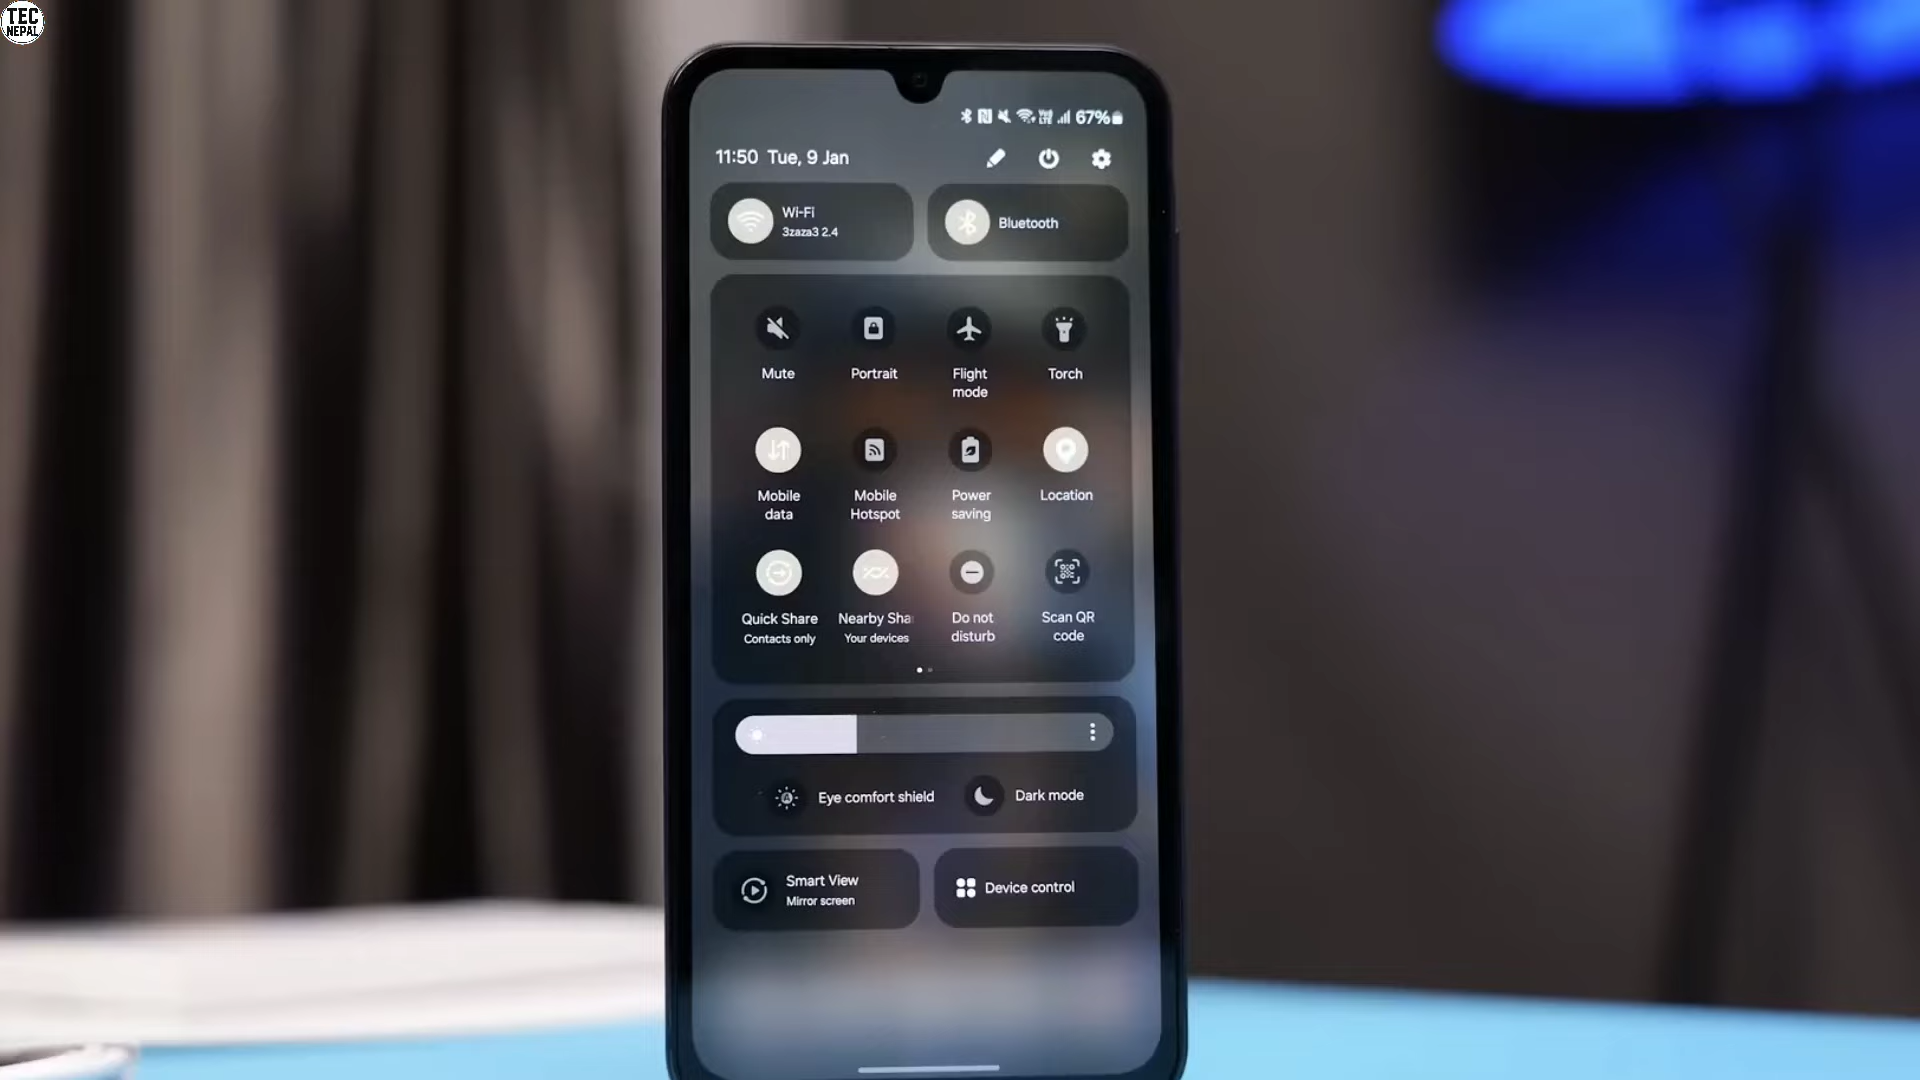 TEC
NEPAL
67%
11:50 Tue, 9 Jan
Wi-Fi
3zaza3 2.4
Bluetooth
Mute
Portrait
Flight
mode
Torch
Mobile
data
Mobile
Hotspot
Power
saving
Location
Quick Share
Contacts only
Nearby Sha
Your devices
Do not
disturb
Scan QR
code
Eye comfort shield
Dark mode
Smart View
Mirror screen
Device control